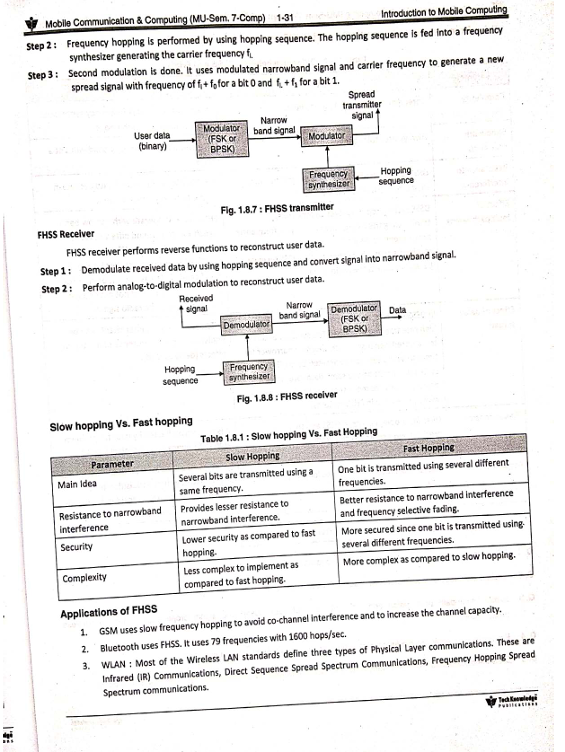 Mobile Communication & Computing (MU-Sem. 7-Comp) 1-31 Introduction to Mobile Computing
Step 2 : Frequency hopping is performed by using hopping sequence. The hopping sequence is fed into a frequency
synthesizer generating the carrier frequency fᵢ.
Step 3 : Second modulation is done. It uses modulated narrowband signal and carrier frequency to generate a new
spread signal with frequency of fᵢ + f₀ for a bit 0 and fᵢ + f₁ for a bit 1.
Spread
transmitter
signal
Narrow
band signal
User data
(binary)
Modulator
(FSK or
BPSK)
Modulator
Frequency
synthesizer
Hopping
sequence
Fig. 1.8.7 : FHSS transmitter
FHSS Receiver
FHSS receiver performs reverse functions to reconstruct user data.
Step 1 : Demodulate received data by using hopping sequence and convert signal into narrowband signal.
Step 2 : Perform analog-to-digital modulation to reconstruct user data.
Received
signal
Demodulator
Narrow
band signal
Demodulator
(FSK or
BPSK)
Data
Hopping
sequence
Frequency
synthesizer
Fig. 1.8.8 : FHSS receiver
Slow hopping Vs. Fast hopping
Table 1.8.1 : Slow hopping Vs. Fast Hopping
Parameter Slow Hopping Fast Hopping
Main Idea
Several bits are transmitted using a
same frequency.
One bit is transmitted using several different
frequencies.
Resistance to narrowband
interference
Provides lesser resistance to
narrowband interference.
Better resistance to narrowband interference
and frequency selective fading.
Security
Lower security as compared to fast
hopping.
More secured since one bit is transmitted using
several different frequencies.
Complexity
Less complex to implement as
compared to fast hopping.
More complex as compared to slow hopping.
Applications of FHSS
1. GSM uses slow frequency hopping to avoid co-channel interference and to increase the channel capacity.
2. Bluetooth uses FHSS. It uses 79 frequencies with 1600 hops/sec.
3. WLAN : Most of the Wireless LAN standards define three types of Physical Layer communications. These are
Infrared (IR) Communications, Direct Sequence Spread Spectrum Communications, Frequency Hopping Spread
Spectrum communications.
Tech Knowledge
Publications